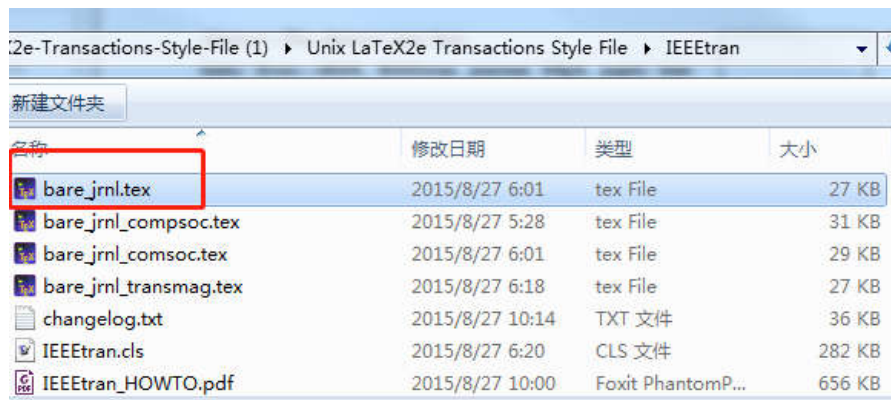 X2e-Transactions-Style-File (1) ▸ Unix LaTeX2e Transactions Style File ▸ IEEEtran
新建文件夹
名称 修改日期 类型 大小
bare_jrnl.tex 2015/8/27 6:01 tex File 27 KB
bare_jrnl_compsoc.tex 2015/8/27 5:28 tex File 31 KB
bare_jrnl_comsoc.tex 2015/8/27 6:01 tex File 29 KB
bare_jrnl_transmag.tex 2015/8/27 6:18 tex File 27 KB
changelog.txt 2015/8/27 10:14 TXT 文件 36 KB
IEEEtran.cls 2015/8/27 6:20 CLS 文件 282 KB
IEEEtran_HOWTO.pdf 2015/8/27 10:00 Foxit PhantomP... 656 KB